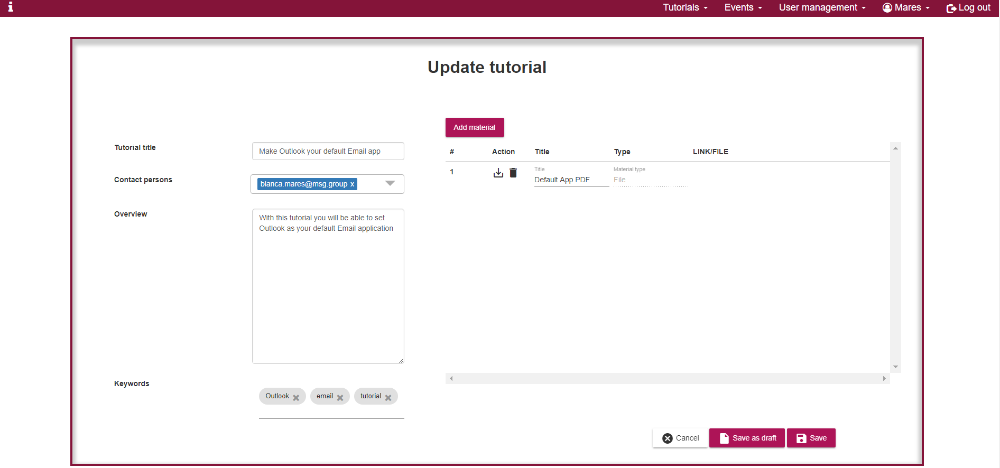 Tutorials
Events
User management
Mares
Log out
Update tutorial
Tutorial title
Make Outlook your default Email app
Contact persons
bianca.mares@msg.group x
Overview
With this tutorial you will be able to set
Outlook as your default Email application
Keywords
Outlook
email
tutorial
Add material
# Action Title Type LINK/FILE
1
Title
Default App PDF
Material type
File
Cancel
Save as draft
Save